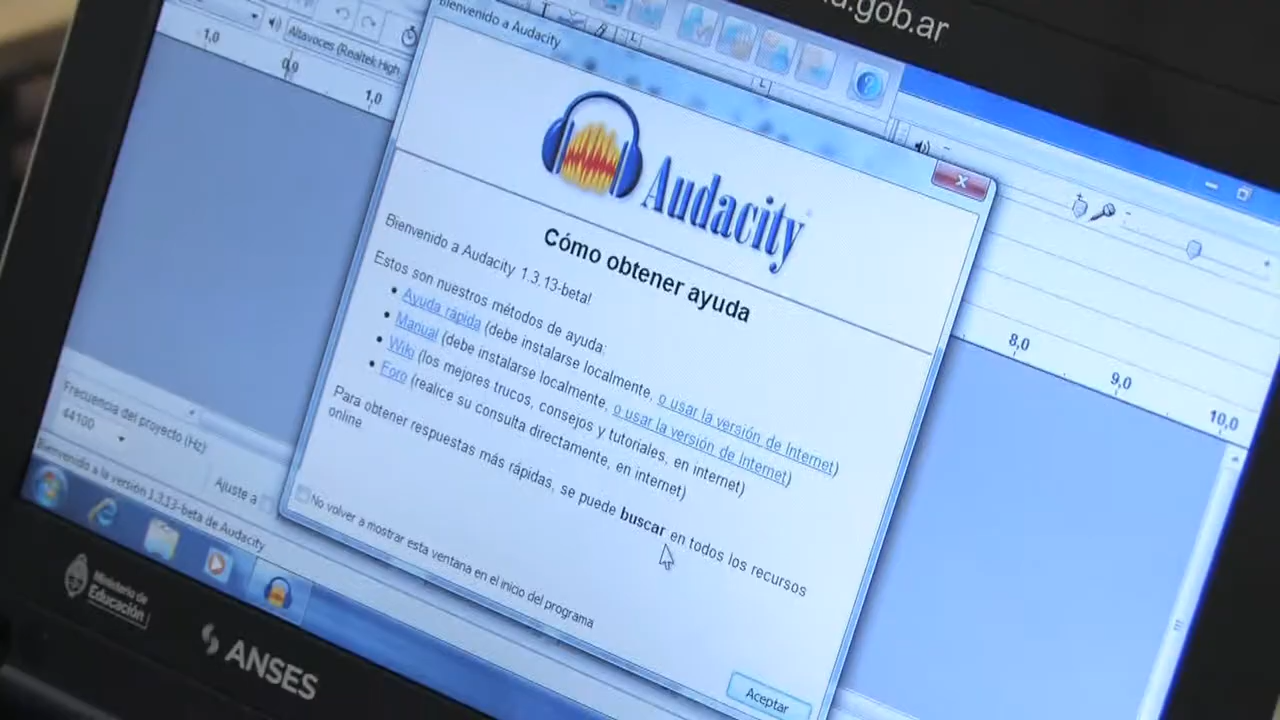 .gob.ar
Bienvenido a Audacity
Altavoces (Realtek High
1,0
0,0
1,0
8,0
9,0
10,0
Audacity
Cómo obtener ayuda
Bienvenido a Audacity 1.3.13-beta!
Estos son nuestros métodos de ayuda:
Ayuda rápida (debe instalarse localmente, o usar la versión de Internet)
Manual (debe instalarse localmente, o usar la versión de Internet)
Wiki (los mejores trucos, consejos y tutoriales, en internet)
Foro (realice su consulta directamente, en internet)
Para obtener respuestas más rápidas, se puede buscar en todos los recursos
online
No volver a mostrar esta ventana en el inicio del programa
Aceptar
Frecuencia del proyecto (Hz)
44100
Ajuste a
Bienvenido a la versión 1.3.13-beta de Audacity
Ministerio de
Educación
ANSES